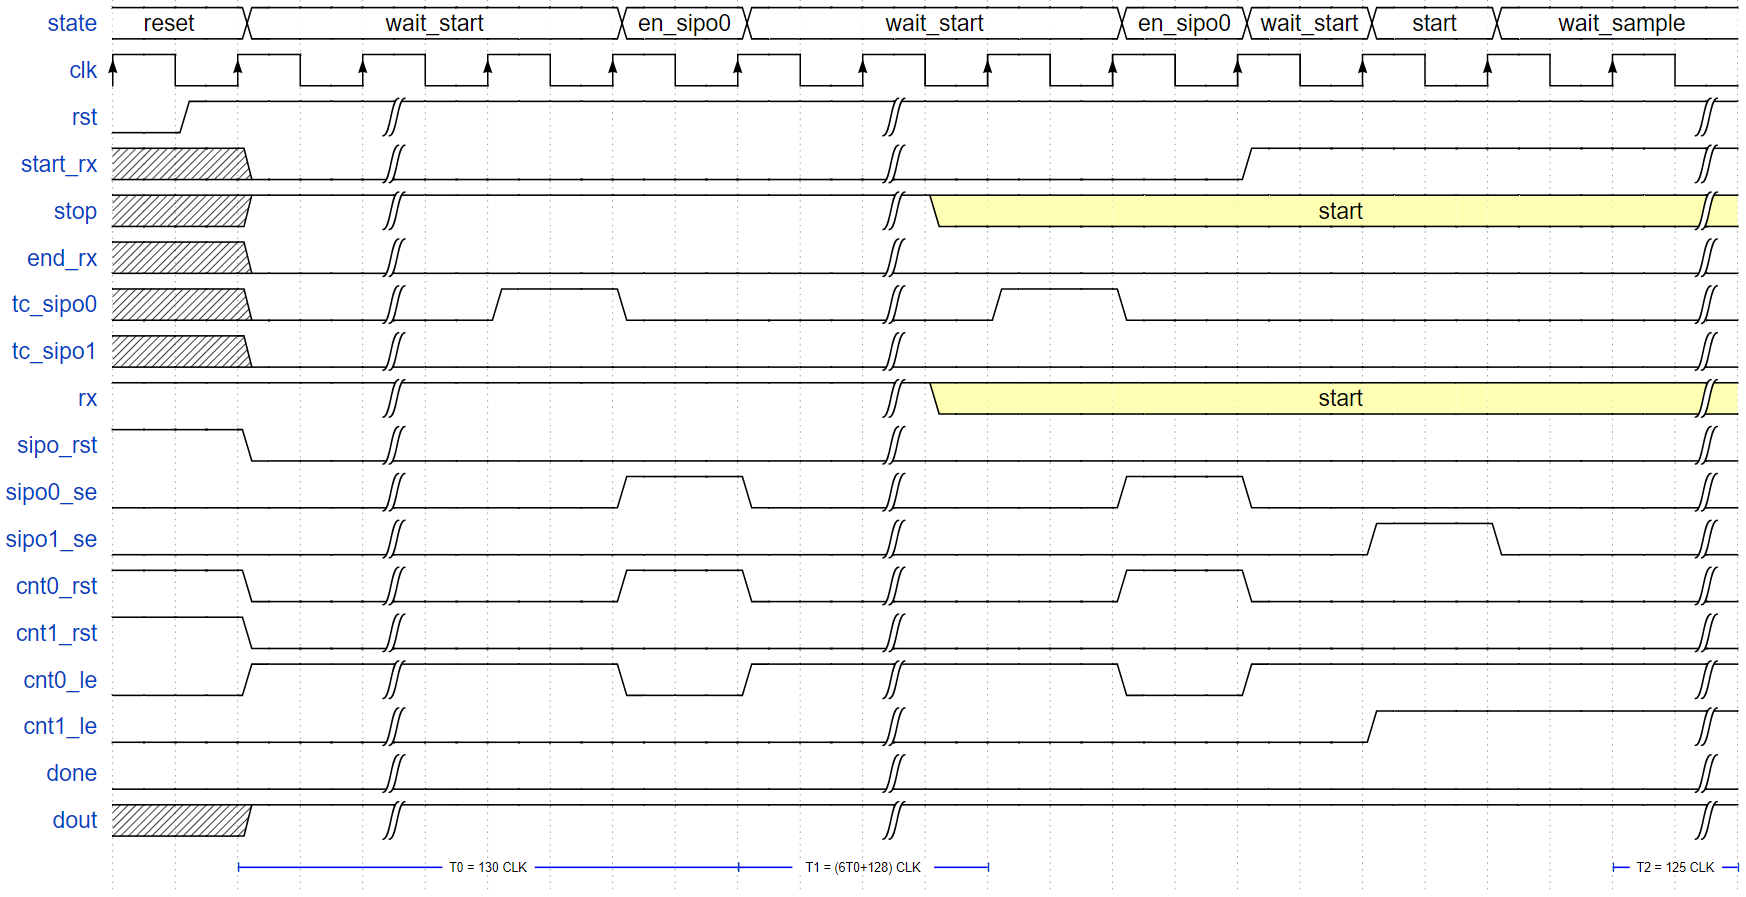 state reset wait_start en_sipo0 wait_start en_sipo0 wait_start start wait_sample
clk
rst
start_rx
stop start
end_rx
tc_sipo0
tc_sipo1
rx start
sipo_rst
sipo0_se
sipo1_se
cnt0_rst
cnt1_rst
cnt0_le
cnt1_le
done
dout
T0 = 130 CLK T1 = (6T0+128) CLK T2 = 125 CLK